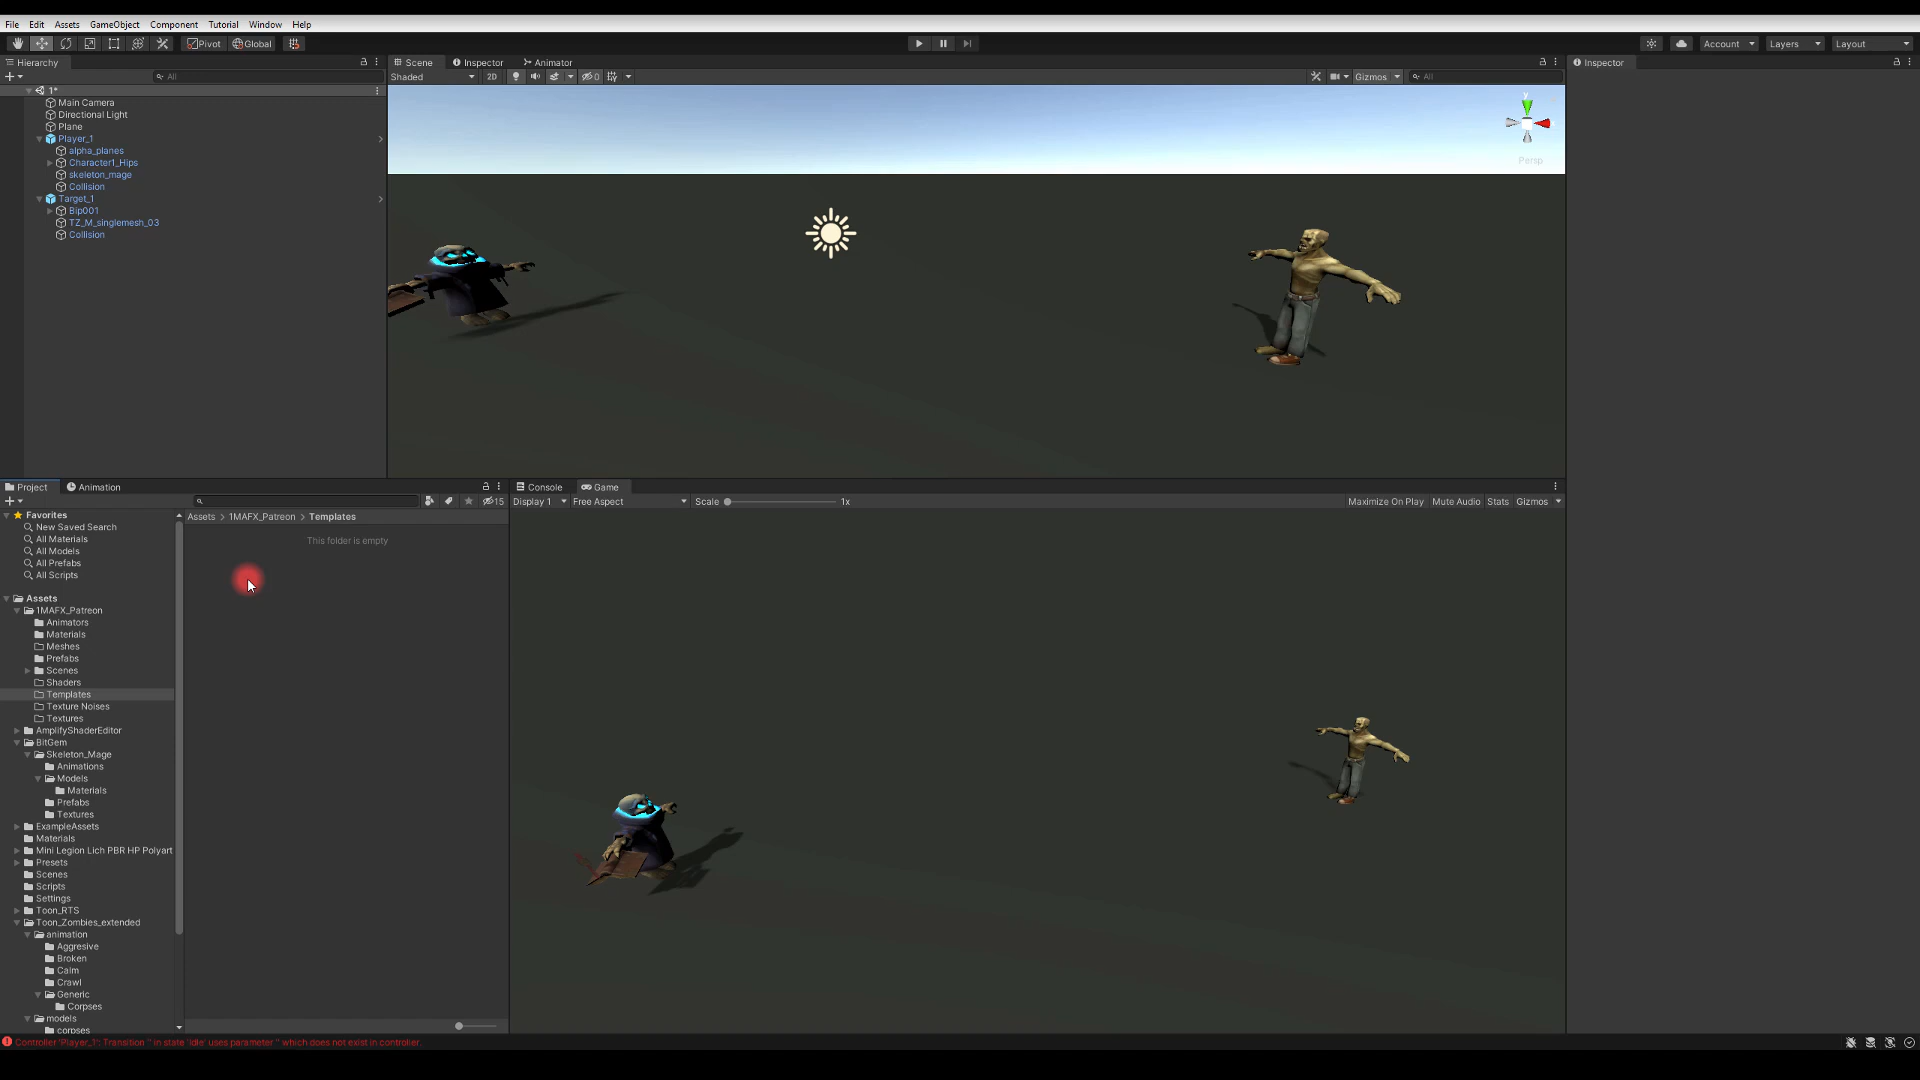 File Edit Assets GameObject Component Tutorial Window Help
Pivot Global Account Layers Layout
Hierarchy Scene Inspector Animator Inspector
All Shaded 2D 0 Gizmos All
1*
Main Camera
Directional Light
Plane
Player_1
alpha_planes
Character1_Hips
skeleton_mage
Collision
Target_1
Bip001
TZ_M_singlemesh_03
Collision
y
Persp
Project Animation Console Game
15 Display 1 Free Aspect Scale 1x Maximize On Play Mute Audio Stats Gizmos
Favorites
New Saved Search
All Materials
All Models
All Prefabs
All Scripts
Assets
1MAFX_Patreon
Animators
Materials
Meshes
Prefabs
Scenes
Shaders
Templates
Texture Noises
Textures
AmplifyShaderEditor
BitGem
Skeleton_Mage
Animations
Models
Materials
Prefabs
Textures
ExampleAssets
Materials
Mini Legion Lich PBR HP Polyart
Presets
Scenes
Scripts
Settings
Toon_RTS
Toon_Zombies_extended
animation
Aggresive
Broken
Calm
Crawl
Generic
Corpses
models
corpses
Assets > 1MAFX_Patreon > Templates
This folder is empty
Controller 'Player_1': Transition '' in state 'Idle' uses parameter '' which does not exist in controller.